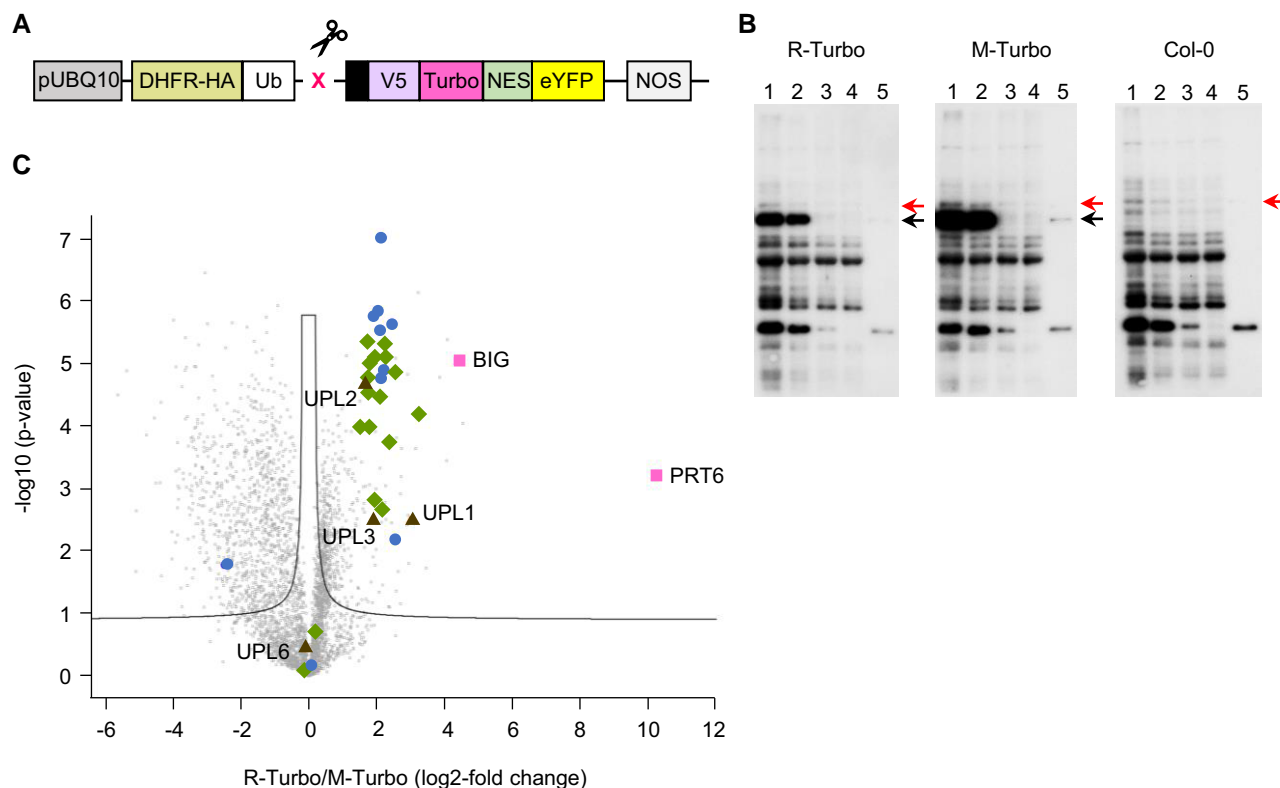 A
pUBQ10 DHFR-HA Ub X V5 Turbo NES eYFP NOS
B
R-Turbo M-Turbo Col-0
1 2 3 4 5 1 2 3 4 5 1 2 3 4 5
C
-log10 (p-value)
7
6
5
4
3
2
1
0
BIG
UPL2
PRT6
UPL1
UPL3
UPL6
-6 -4 -2 0 2 4 6 8 10 12
R-Turbo/M-Turbo (log2-fold change)